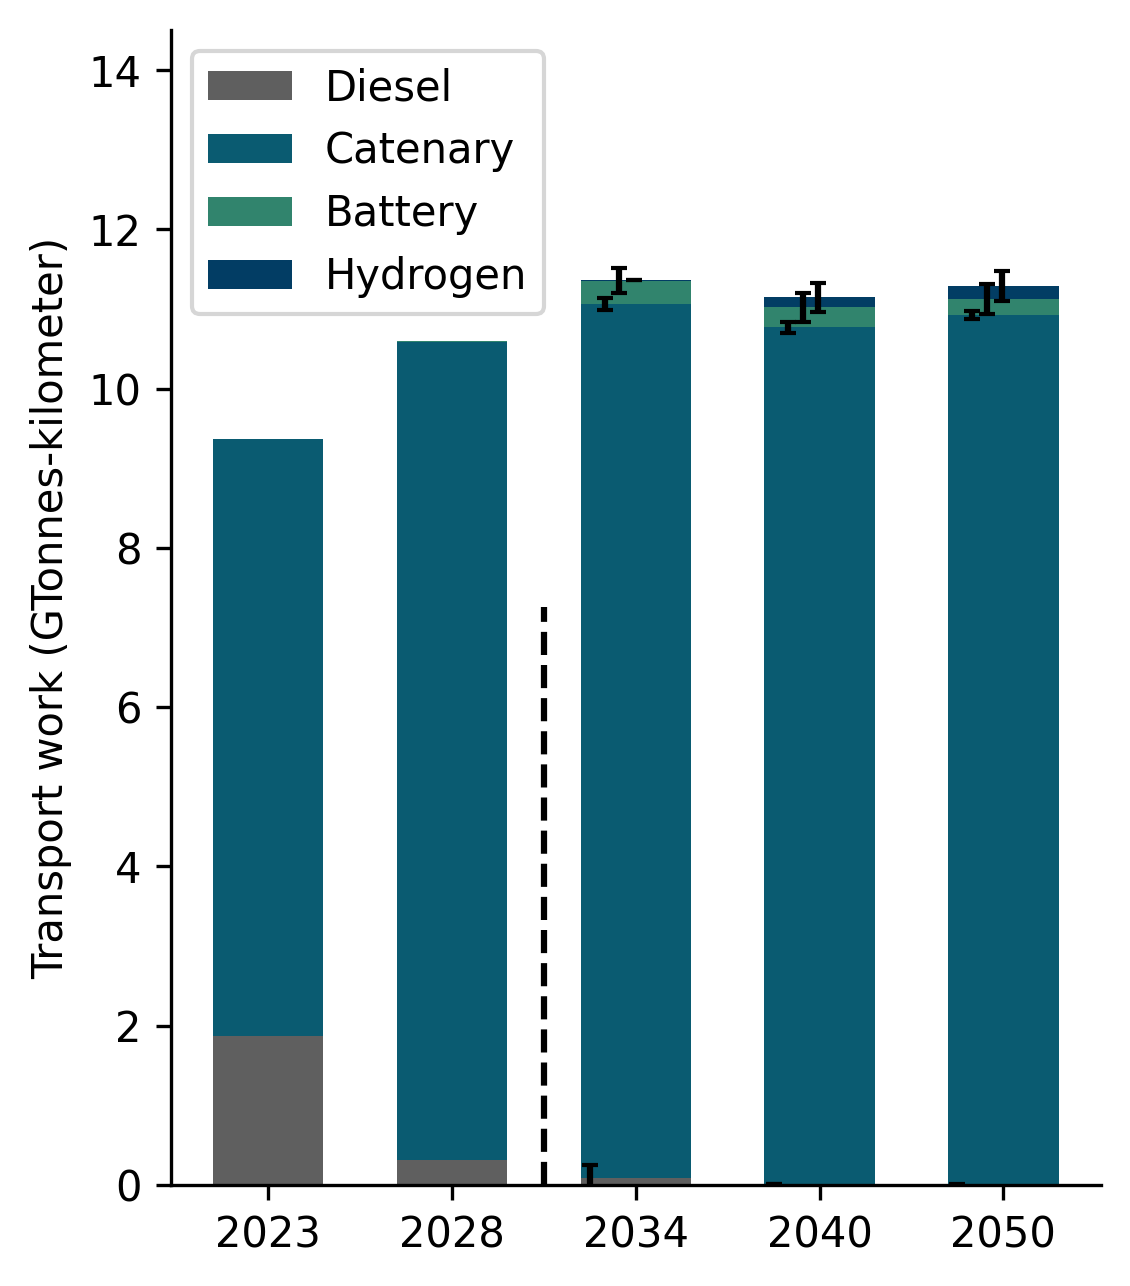 Transport work (GTonnes-kilometer)
14
12
10
8
6
4
2
0
Diesel
Catenary
Battery
Hydrogen
2023 2028 2034 2040 2050